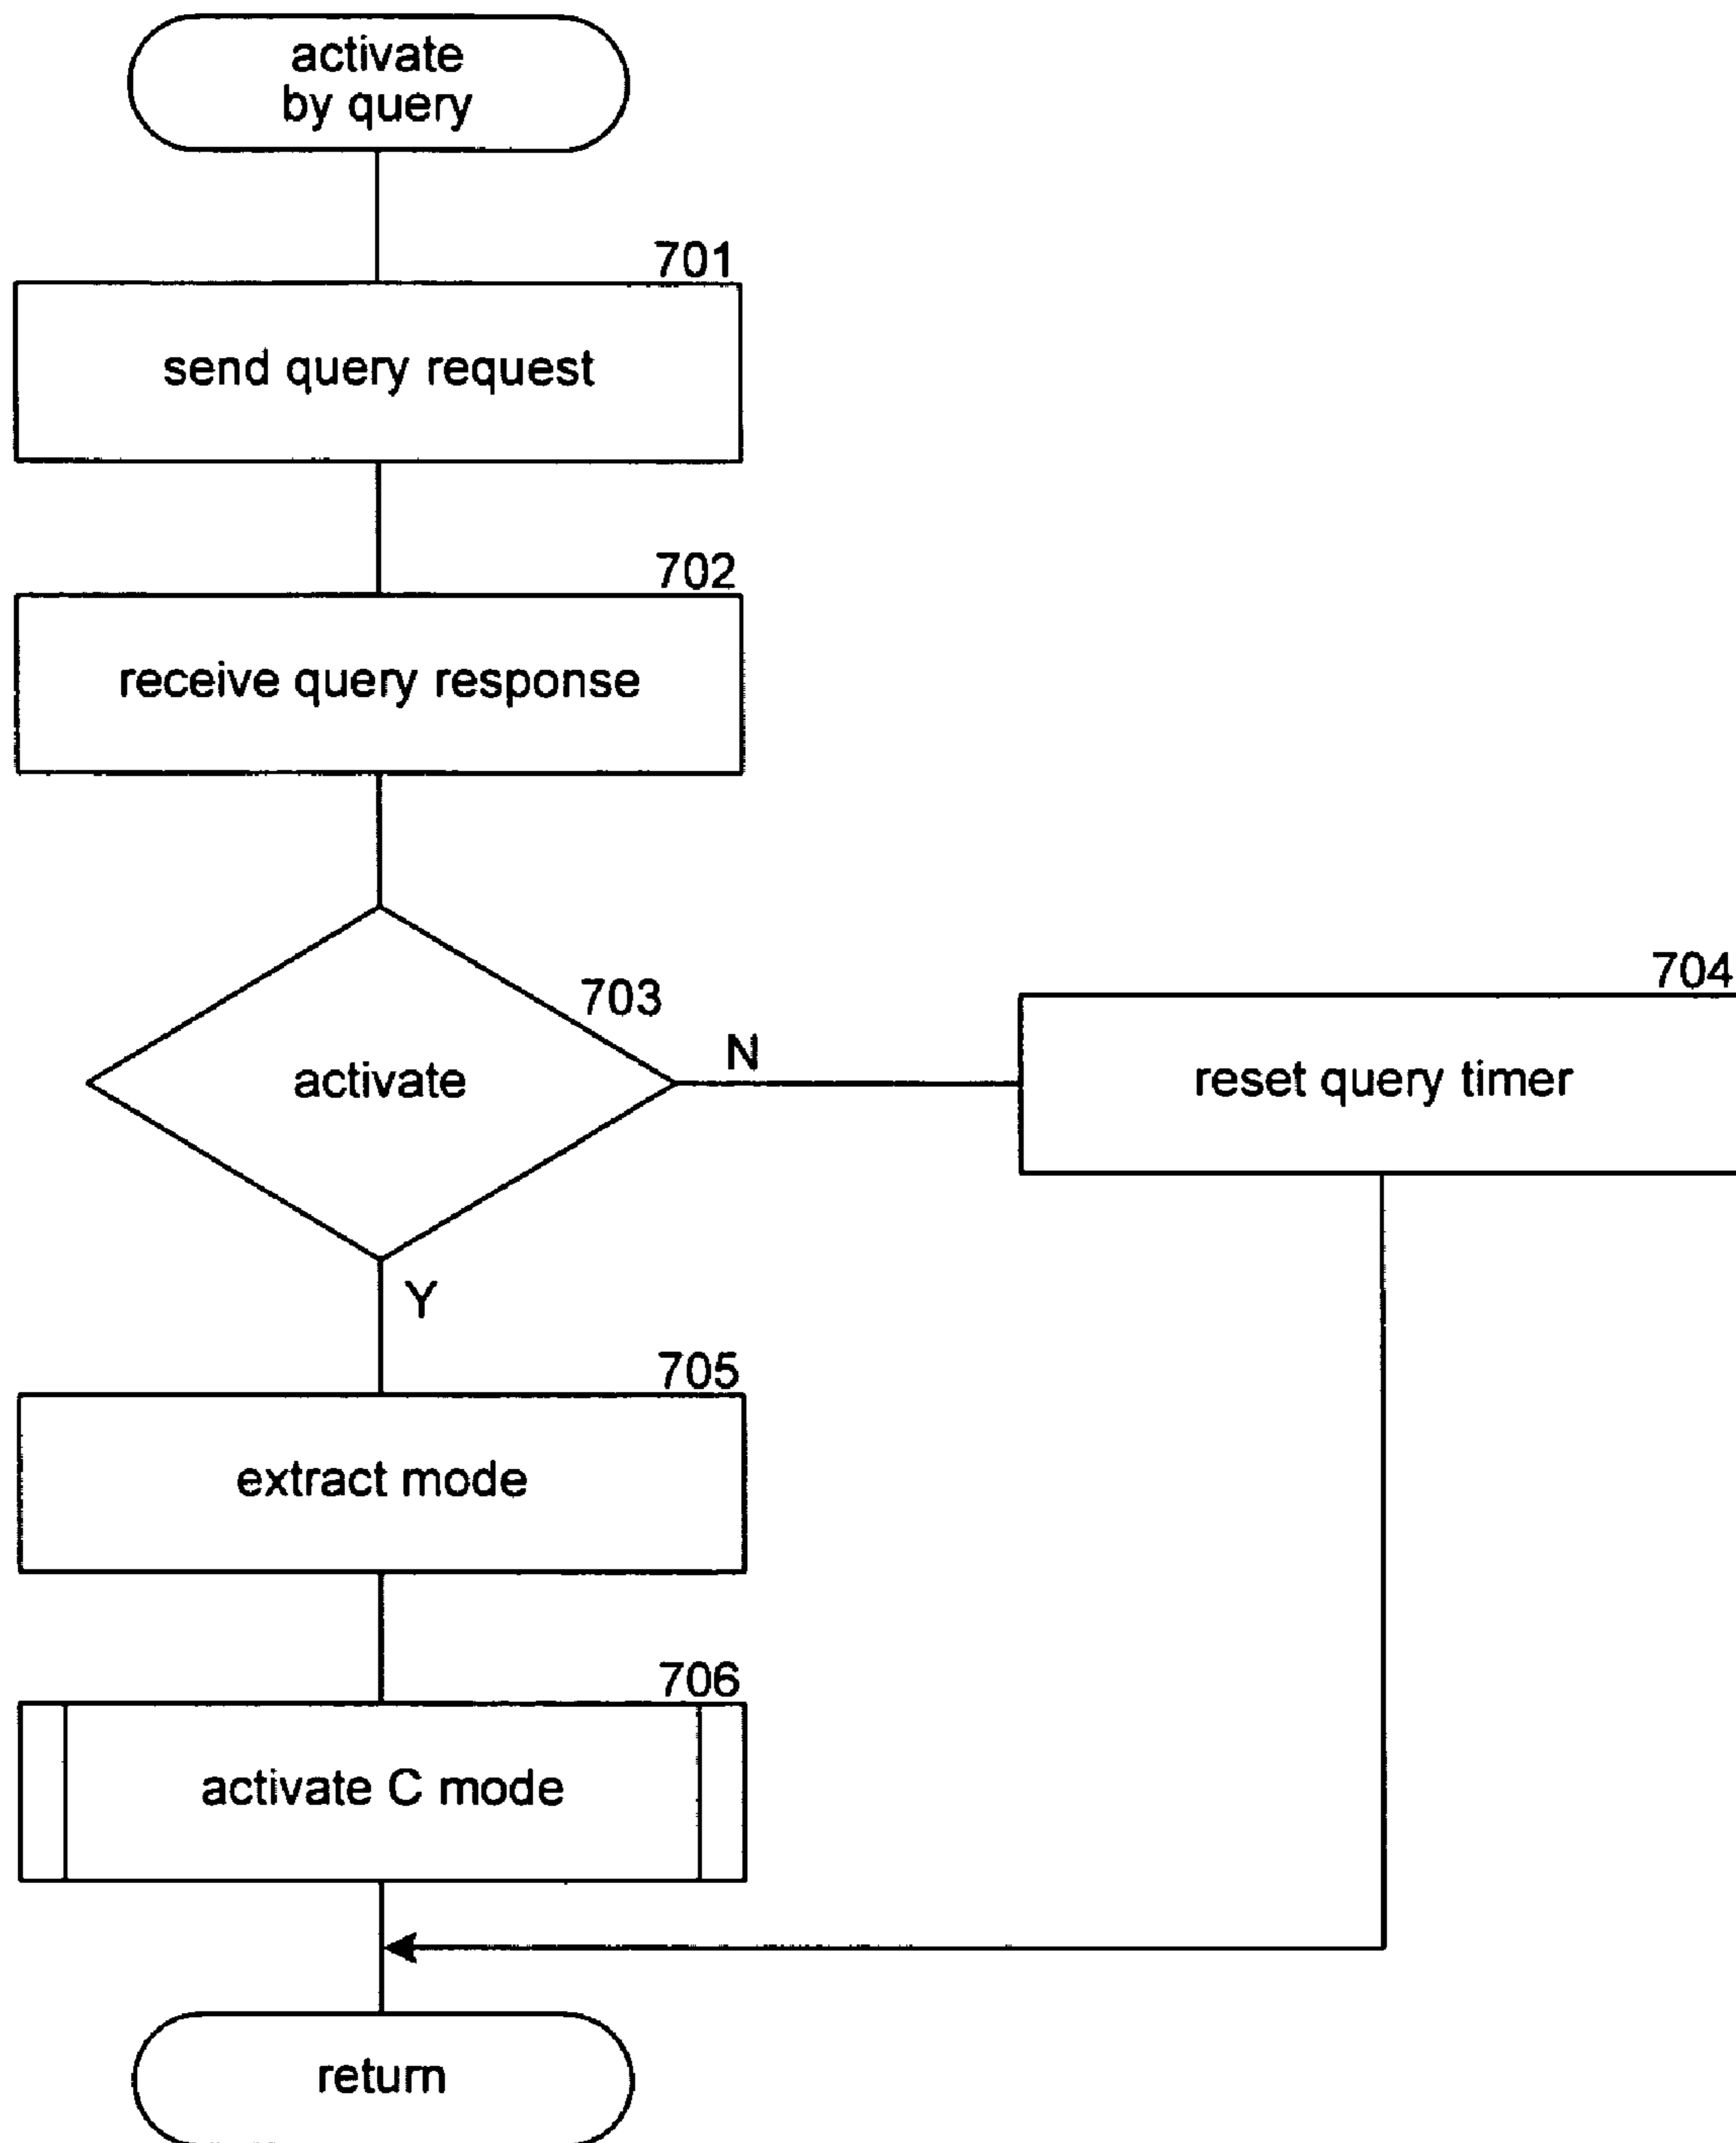 activate
by query
701
send query request
702
receive query response
703
activate
N
704
reset query timer
Y
705
extract mode
706
activate C mode
return